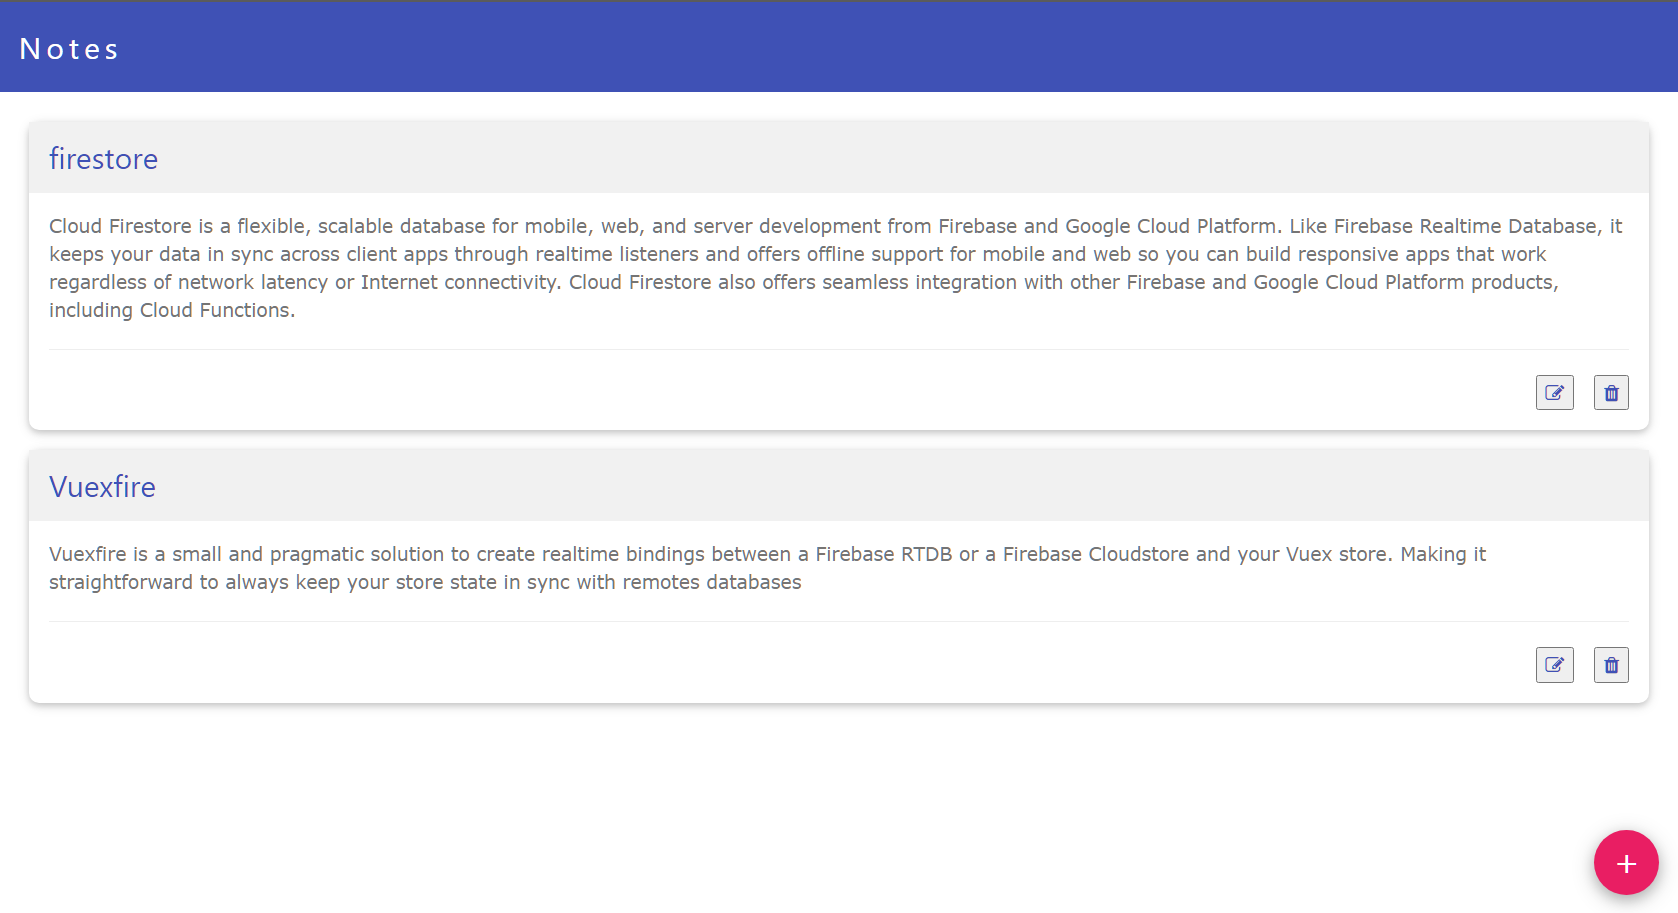 Notes
firestore
Cloud Firestore is a flexible, scalable database for mobile, web, and server development from Firebase and Google Cloud Platform. Like Firebase Realtime Database, it
keeps your data in sync across client apps through realtime listeners and offers offline support for mobile and web so you can build responsive apps that work
regardless of network latency or Internet connectivity. Cloud Firestore also offers seamless integration with other Firebase and Google Cloud Platform products,
including Cloud Functions.
Vuexfire
Vuexfire is a small and pragmatic solution to create realtime bindings between a Firebase RTDB or a Firebase Cloudstore and your Vuex store. Making it
straightforward to always keep your store state in sync with remotes databases
+